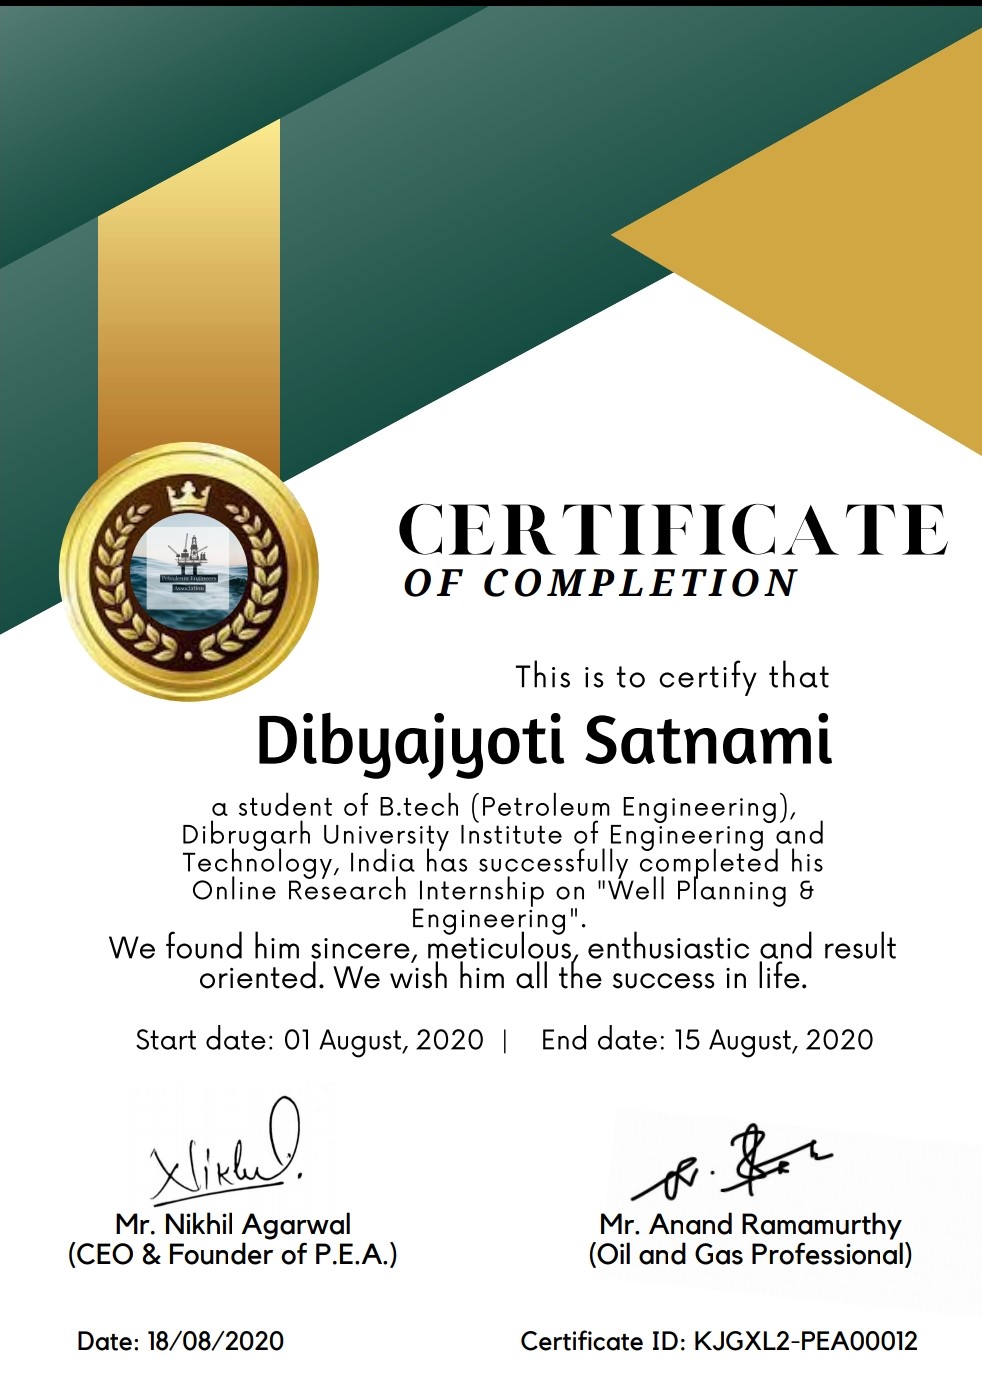 Petroleum Engineers
Association
CERTIFICATE
OF COMPLETION
This is to certify that
Dibyajyoti Satnami
a student of B.tech (Petroleum Engineering),
Dibrugarh University Institute of Engineering and
Technology, India has successfully completed his
Online Research Internship on "Well Planning &
Engineering".
We found him sincere, meticulous, enthusiastic and result
oriented. We wish him all the success in life.
Start date: 01 August, 2020 | End date: 15 August, 2020
Nikhil.
Mr. Nikhil Agarwal
(CEO & Founder of P.E.A.)
Mr. Anand Ramamurthy
(Oil and Gas Professional)
Date: 18/08/2020
Certificate ID: KJGXL2-PEA00012